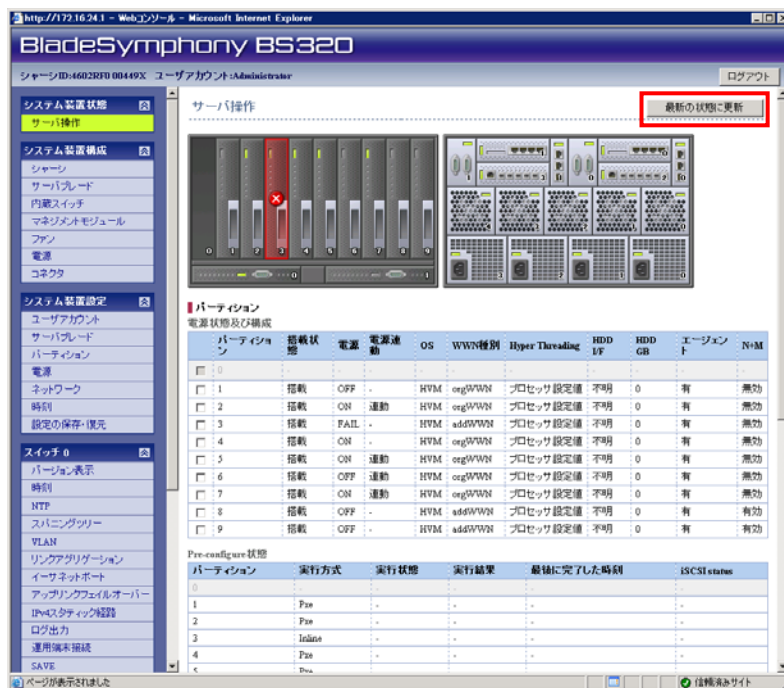 http://172.16.24.1 - Webコンソール - Microsoft Internet Explorer
BladeSymphony BS320
シャーシID:4602RF0 00449X ユーザアカウント:Administrator
ログアウト
システム装置状態
サーバ操作
システム装置構成
シャーシ
サーバブレード
内蔵スイッチ
マネジメントモジュール
ファン
電源
コネクタ
システム装置設定
ユーザアカウント
サーバブレード
パーティション
電源
ネットワーク
時刻
設定の保存・復元
スイッチ 0
バージョン表示
時刻
NTP
スパニングツリー
VLAN
リンクアグリゲーション
イーサネットポート
アップリンクフェイルオーバー
IPv4スタティック経路
ログ出力
運用端末接続
SAVE
サーバ操作
最新の状態に更新
0 1 2 3 4 5 6 7 8 9
0 1
パーティション
電源状態及び構成
パーティション 搭載状態 電源 電源連動 OS WWN種別 Hyper Threading HDD I/F HDD GB エージェント N+M
0 - - - - - - - - - -
1 搭載 OFF - HVM orgWWN プロセッサ設定値 不明 0 有 無効
2 搭載 ON 連動 HVM orgWWN プロセッサ設定値 不明 0 有 無効
3 搭載 FAIL - HVM addWWN プロセッサ設定値 不明 0 有 無効
4 搭載 ON - HVM orgWWN プロセッサ設定値 不明 0 有 無効
5 搭載 ON 連動 HVM orgWWN プロセッサ設定値 不明 0 有 無効
6 搭載 OFF 連動 HVM orgWWN プロセッサ設定値 不明 0 有 無効
7 搭載 ON 連動 HVM orgWWN プロセッサ設定値 不明 0 有 無効
8 搭載 OFF - HVM addWWN プロセッサ設定値 不明 0 有 有効
9 搭載 OFF - HVM addWWN プロセッサ設定値 不明 0 有 有効
Pre-configure状態
パーティション 実行方式 実行状態 実行結果 最後に完了した時刻 iSCSI status
0 - - - - -
1 Pxe - - - -
2 Pxe - - - -
3 Inline - - - -
4 Pxe - - - -
ページが表示されました
信頼済みサイト